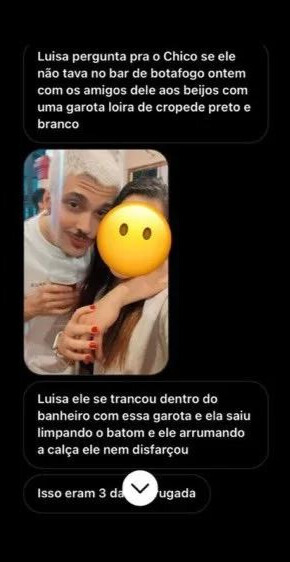 Luisa pergunta pra o Chico se ele
não tava no bar de botafogo ontem
com os amigos dele aos beijos com
uma garota loira de cropede preto e
branco
Luisa ele se trancou dentro do
banheiro com essa garota e ela saiu
limpando o batom e ele arrumando
a calça ele nem disfarçou
Isso eram 3 da